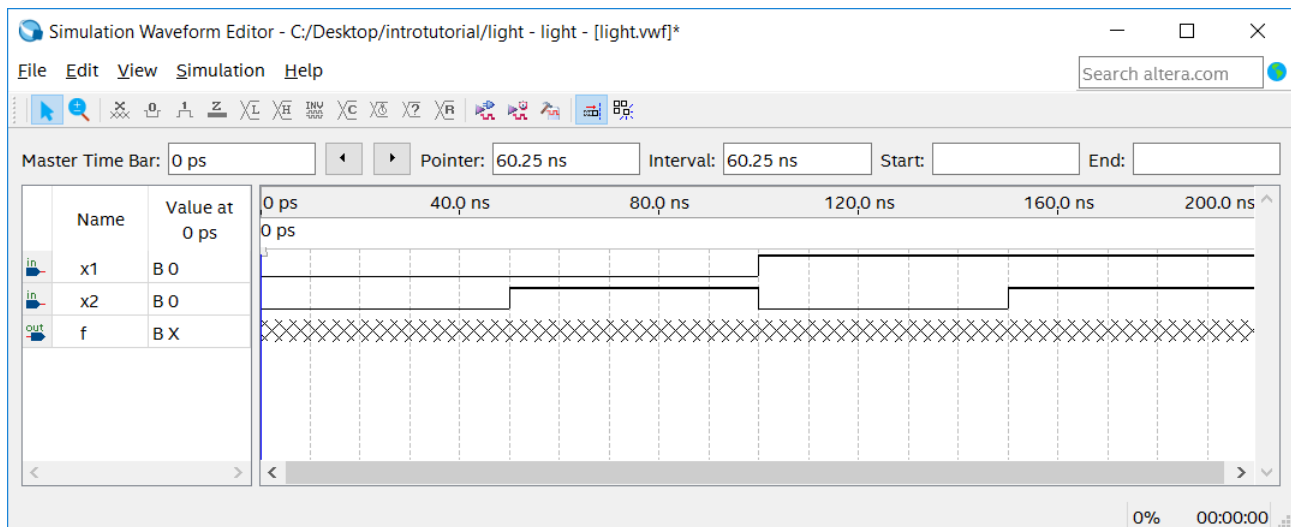 Simulation Waveform Editor - C:/Desktop/introtutorial/light - light - [light.vwf]*
File Edit View Simulation Help
Search altera.com
Master Time Bar: 0 ps Pointer: 60.25 ns Interval: 60.25 ns Start: End:
Name Value at 0 ps
0 ps 40.0 ns 80.0 ns 120.0 ns 160.0 ns 200.0 ns
0 ps
in x1 B 0
in x2 B 0
out f B X
0% 00:00:00